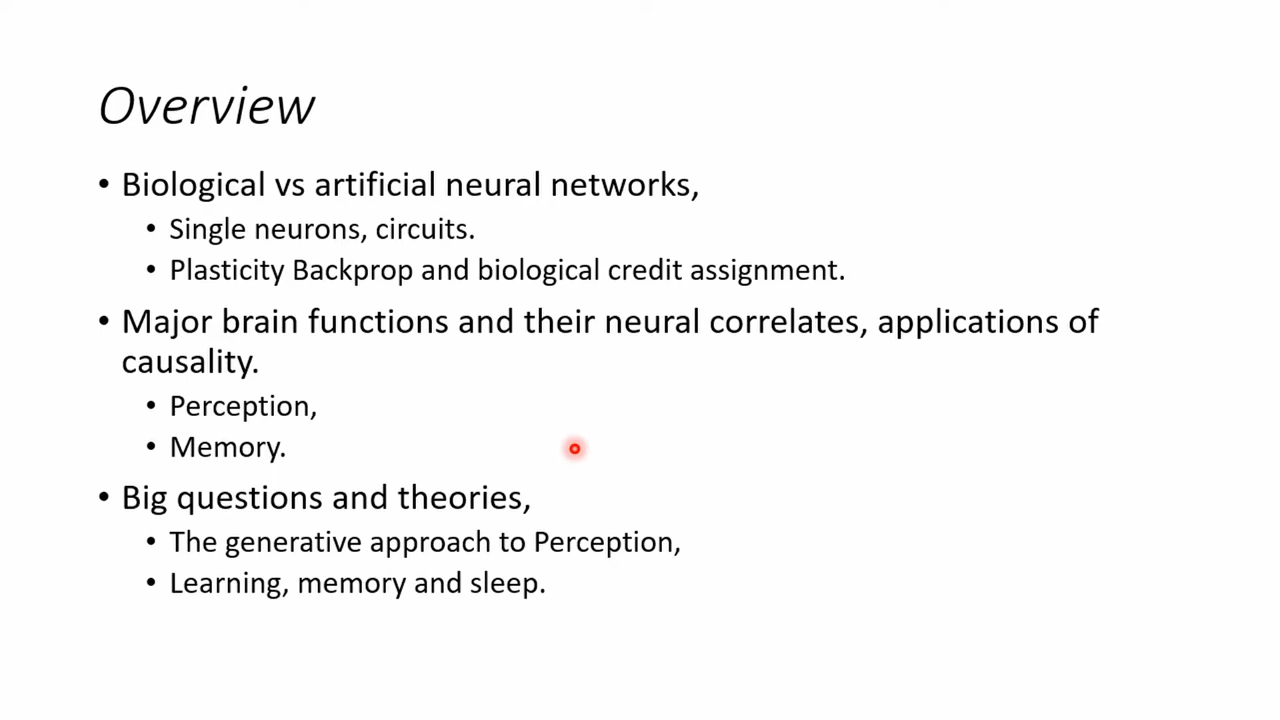 Overview
• Biological vs artificial neural networks,
• Single neurons, circuits.
• Plasticity Backprop and biological credit assignment.
• Major brain functions and their neural correlates, applications of
causality.
• Perception,
• Memory.
• Big questions and theories,
• The generative approach to Perception,
• Learning, memory and sleep.